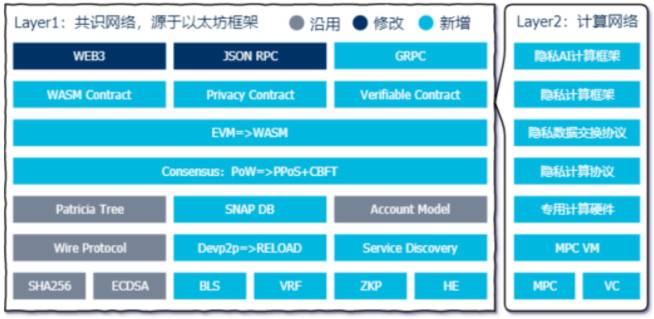 Layer1：共识网络，源于以太坊框架 沿用 修改 新增
WEB3 JSON RPC GRPC
WASM Contract Privacy Contract Verifiable Contract
EVM=>WASM
Consensus：PoW=>PPoS+CBFT
Patricia Tree SNAP DB Account Model
Wire Protocol Devp2p=>RELOAD Service Discovery
SHA256 ECDSA BLS VRF ZKP HE
Layer2：计算网络
隐私AI计算框架
隐私计算框架
隐私数据交换协议
隐私计算协议
专用计算硬件
MPC VM
MPC VC